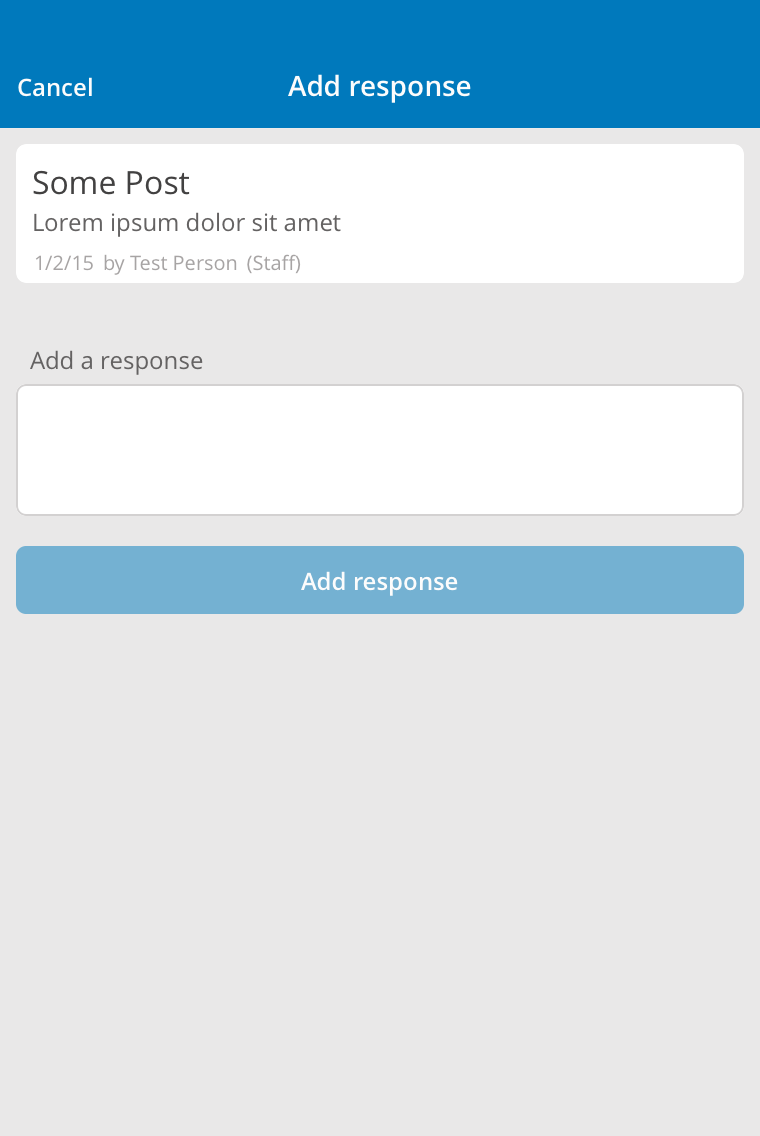 Cancel
Add response
Some Post
Lorem ipsum dolor sit amet
1/2/15 by Test Person (Staff)
Add a response
Add response